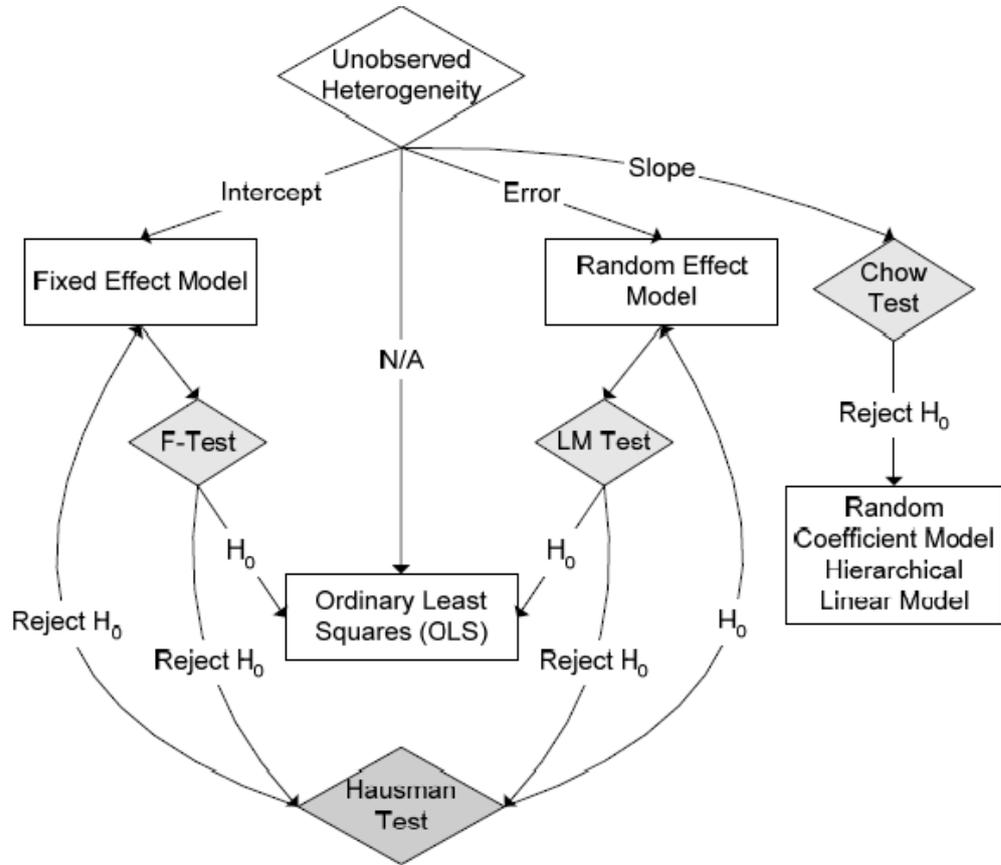 Unobserved
Heterogeneity
Slope
Intercept
Error
Fixed Effect Model
Random Effect
Model
Chow
Test
N/A
Reject H₀
F-Test
LM Test
Random
Coefficient Model
Hierarchical
Linear Model
H₀
H₀
Ordinary Least
Squares (OLS)
Reject H₀
H₀
Reject H₀
Reject H₀
Hausman
Test